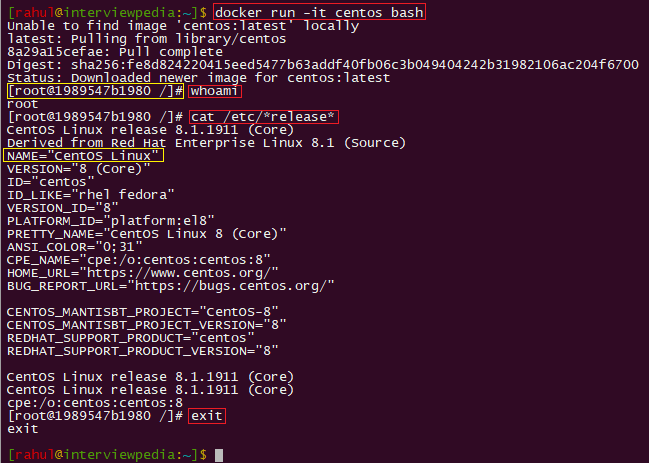 [rahul@interviewpedia:~]$ docker run -it centos bash
Unable to find image 'centos:latest' locally
latest: Pulling from library/centos
8a29a15cefae: Pull complete
Digest: sha256:fe8d824220415eed5477b63addf40fb06c3b049404242b31982106ac204f6700
Status: Downloaded newer image for centos:latest
[root@1989547b1980 /]# whoami
root
[root@1989547b1980 /]# cat /etc/*release*
CentOS Linux release 8.1.1911 (Core)
Derived from Red Hat Enterprise Linux 8.1 (Source)
NAME="CentOS Linux"
VERSION="8 (Core)"
ID="centos"
ID_LIKE="rhel fedora"
VERSION_ID="8"
PLATFORM_ID="platform:el8"
PRETTY_NAME="CentOS Linux 8 (Core)"
ANSI_COLOR="0;31"
CPE_NAME="cpe:/o:centos:centos:8"
HOME_URL="https://www.centos.org/"
BUG_REPORT_URL="https://bugs.centos.org/"

CENTOS_MANTISBT_PROJECT="CentOS-8"
CENTOS_MANTISBT_PROJECT_VERSION="8"
REDHAT_SUPPORT_PRODUCT="centos"
REDHAT_SUPPORT_PRODUCT_VERSION="8"

CentOS Linux release 8.1.1911 (Core)
CentOS Linux release 8.1.1911 (Core)
cpe:/o:centos:centos:8
[root@1989547b1980 /]# exit
exit
[rahul@interviewpedia:~]$